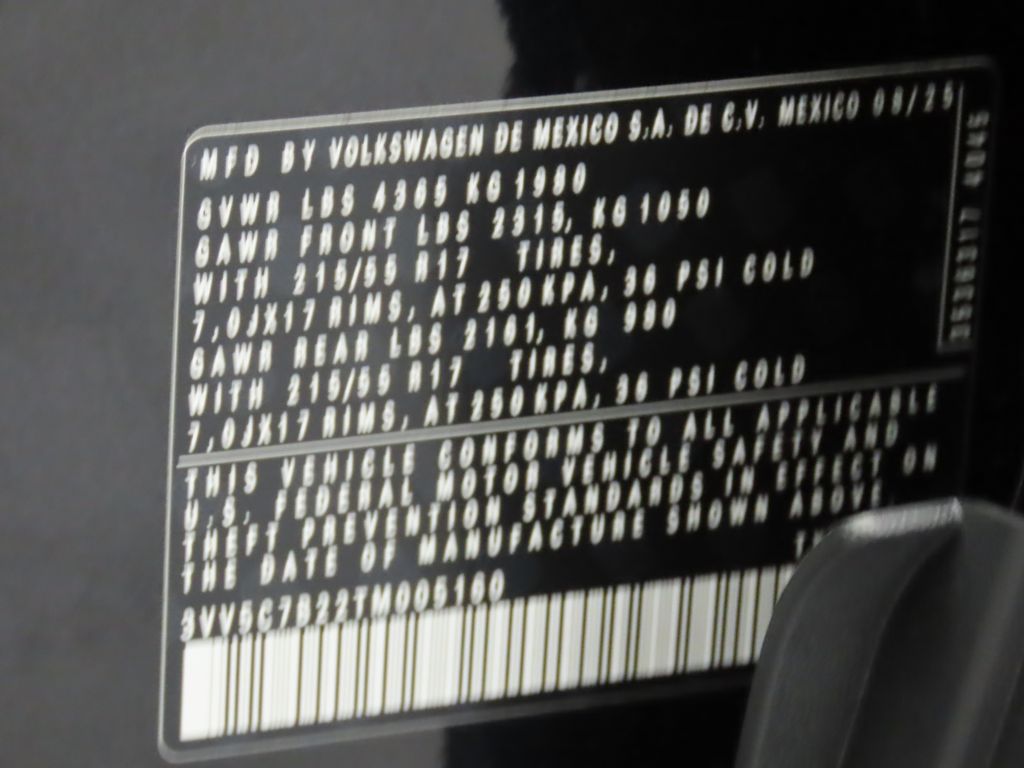 MFD BY VOLKSWAGEN DE MEXICO S.A. DE C.V. MEXICO 08/25
GVWR LBS 4365 KG 1980
GAWR FRONT LBS 2315, KG 1050
WITH 215/55 R17 TIRES,
7,0JX17 RIMS, AT 250 KPA, 36 PSI COLD
GAWR REAR LBS 2161, KG 980
WITH 215/55 R17 TIRES,
7,0JX17 RIMS, AT 250 KPA, 36 PSI COLD
THIS VEHICLE CONFORMS TO ALL APPLICABLE
U.S. FEDERAL MOTOR VEHICLE SAFETY AND
THEFT PREVENTION STANDARDS IN EFFECT ON
THE DATE OF MANUFACTURE SHOWN ABOVE.
3VV5C7B22TM005160